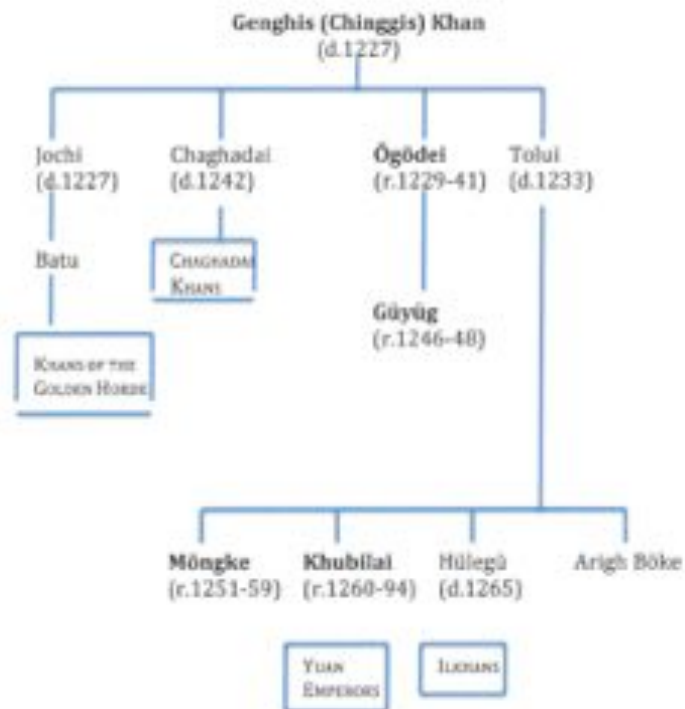 Genghis (Chinggis) Khan
(d.1227)
Jochi
(d.1227)
Chaghadai
(d.1242)
Ögödei
(r.1229-41)
Tolui
(d.1233)
Batu
Chaghadai
Khans
Güyüg
(r.1246-48)
Khans of the
Golden Horde
Möngke
(r.1251-59)
Khubilai
(r.1260-94)
Hülegü
(d.1265)
Arigh Böke
Yuan
Emperors
Ilkhans